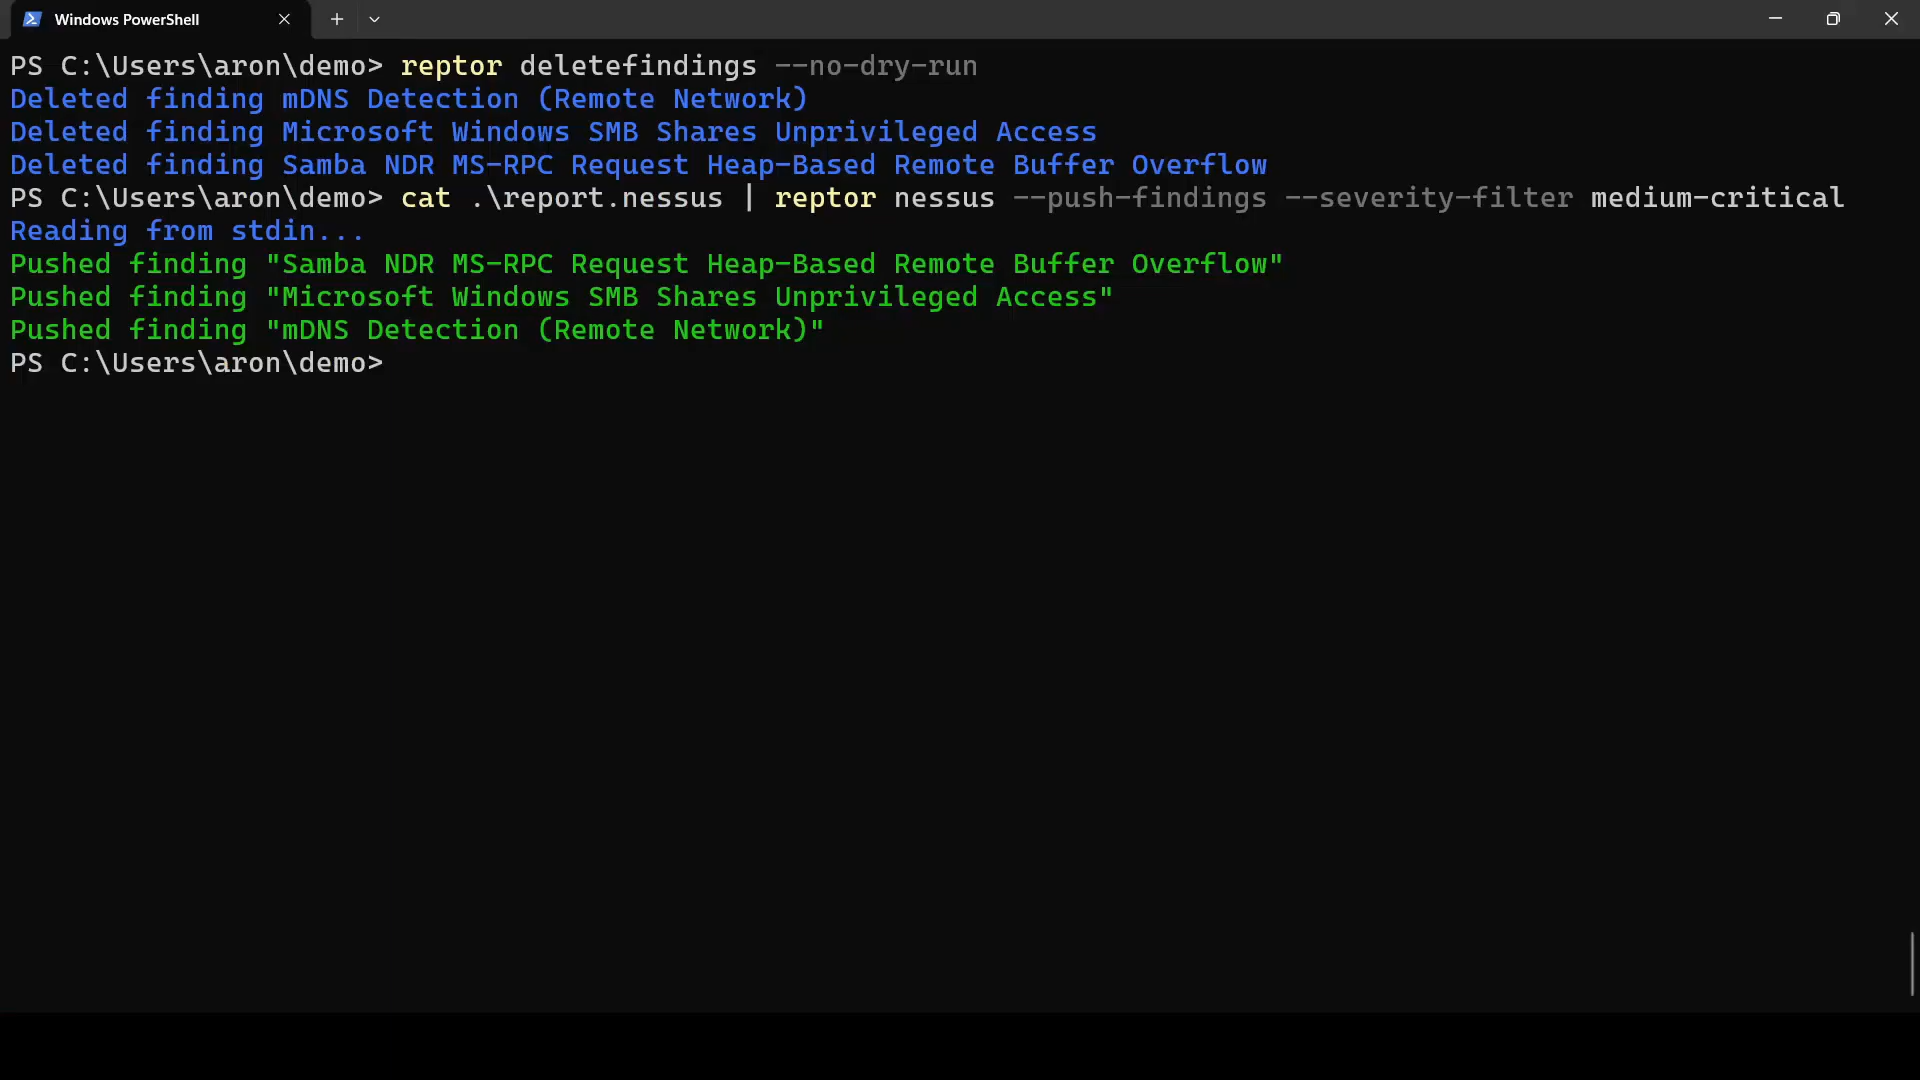 Windows PowerShell
PS C:\Users\aron\demo> reptor deletefindings --no-dry-run
Deleted finding mDNS Detection (Remote Network)
Deleted finding Microsoft Windows SMB Shares Unprivileged Access
Deleted finding Samba NDR MS-RPC Request Heap-Based Remote Buffer Overflow
PS C:\Users\aron\demo> cat .\report.nessus | reptor nessus --push-findings --severity-filter medium-critical
Reading from stdin...
Pushed finding "Samba NDR MS-RPC Request Heap-Based Remote Buffer Overflow"
Pushed finding "Microsoft Windows SMB Shares Unprivileged Access"
Pushed finding "mDNS Detection (Remote Network)"
PS C:\Users\aron\demo>